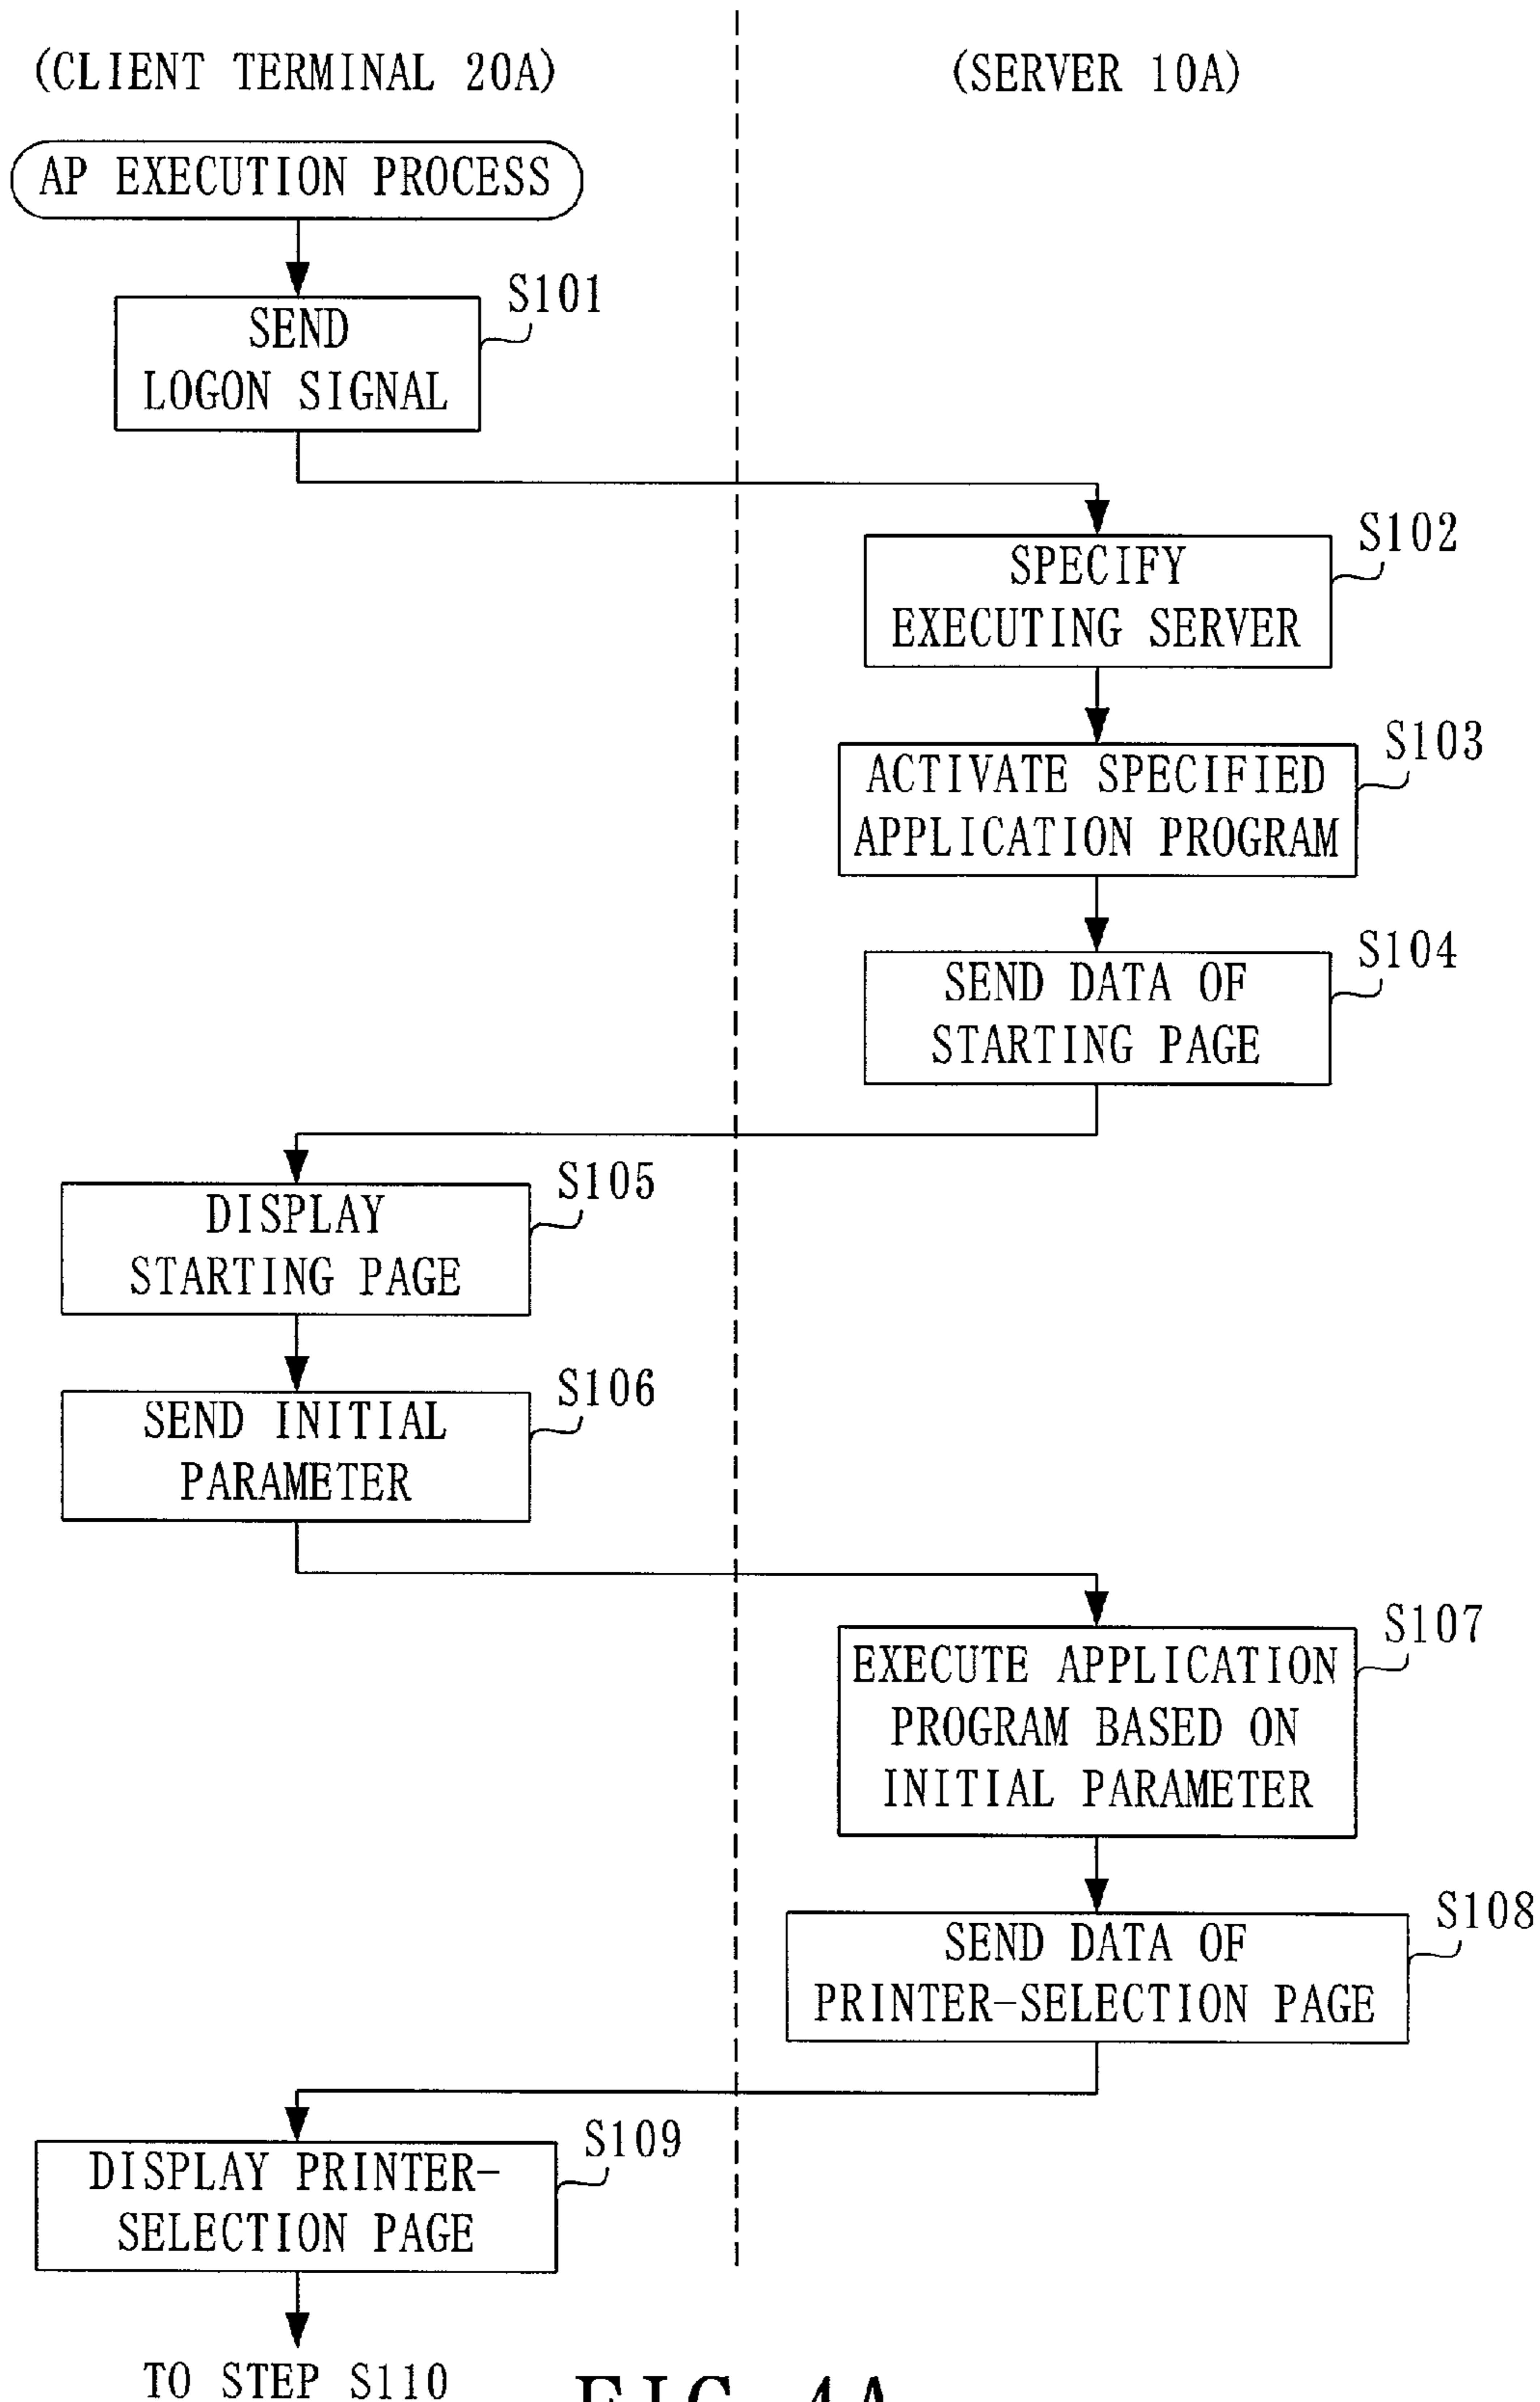 (CLIENT TERMINAL 20A)
(SERVER 10A)
AP EXECUTION PROCESS
S101
SEND
LOGON SIGNAL
S102
SPECIFY
EXECUTING SERVER
S103
ACTIVATE SPECIFIED
APPLICATION PROGRAM
S104
SEND DATA OF
STARTING PAGE
S105
DISPLAY
STARTING PAGE
S106
SEND INITIAL
PARAMETER
S107
EXECUTE APPLICATION
PROGRAM BASED ON
INITIAL PARAMETER
S108
SEND DATA OF
PRINTER-SELECTION PAGE
S109
DISPLAY PRINTER-
SELECTION PAGE
TO STEP S110
FIG. 4A